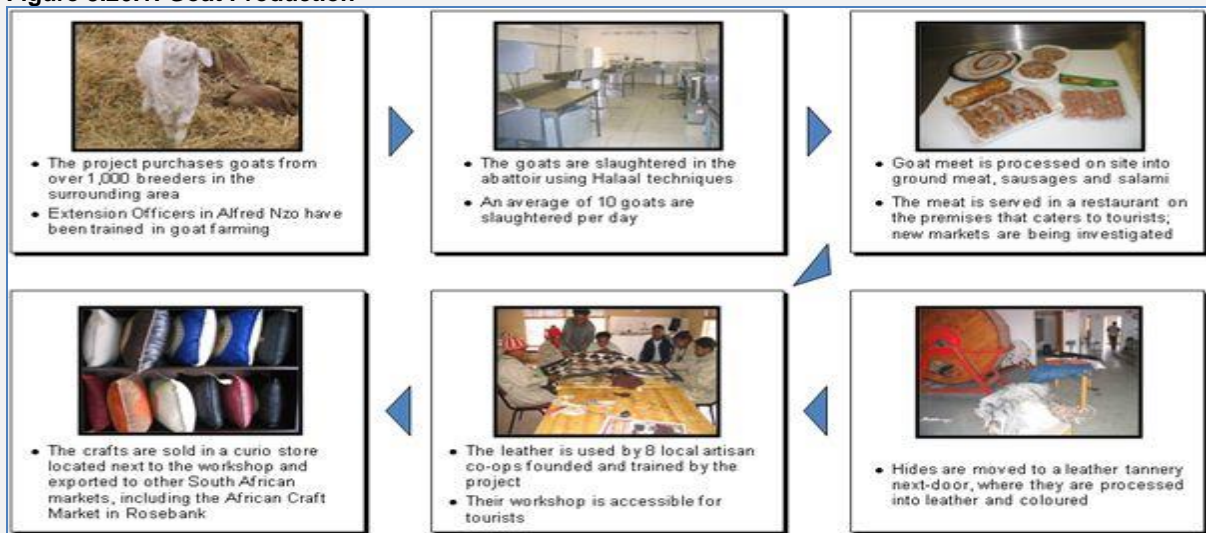 • The project purchases goats from
over 1,000 breeders in the
surrounding area
• Extension Officers in Alfred Nzo have
been trained in goat farming
• The goats are slaughtered in the
abattoir using Halaal techniques
• An average of 10 goats are
slaughtered per day
• Goat meet is processed on site into
ground meat, sausages and salami
• The meat is served in a restaurant on
the premises that caters to tourists;
new markets are being investigated
• Hides are moved to a leather tannery
next-door, where they are processed
into leather and coloured
• The leather is used by 8 local artisan
co-ops founded and trained by the
project
• Their workshop is accessible for
tourists
• The crafts are sold in a curio store
located next to the workshop and
exported to other South African
markets, including the African Craft
Market in Rosebank